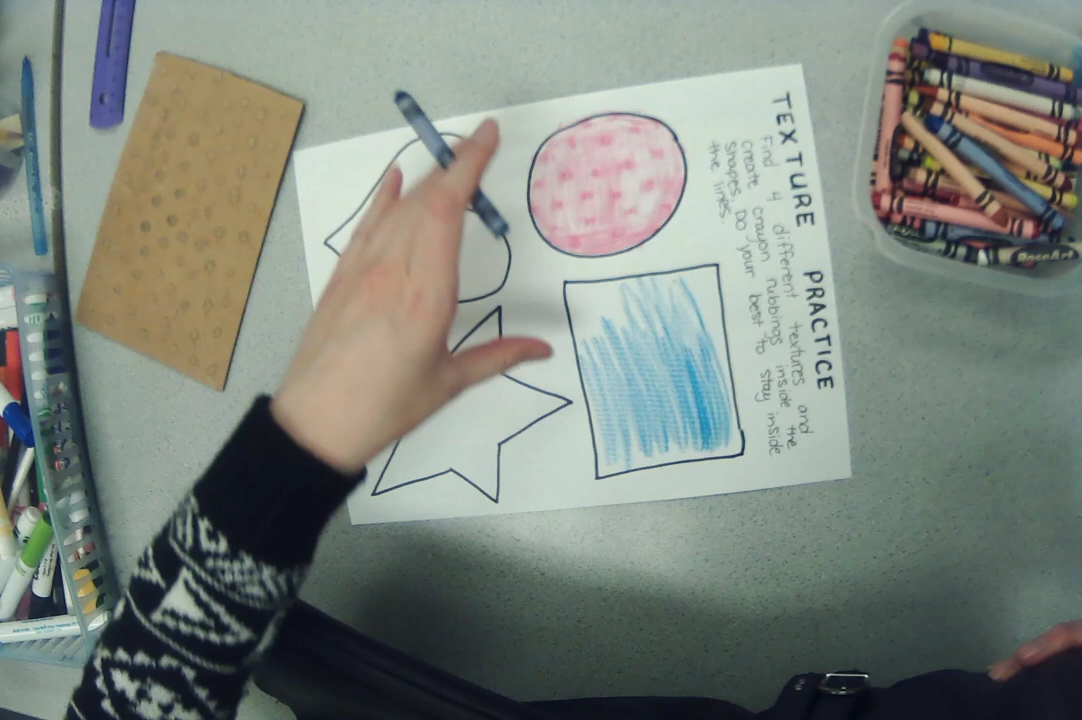 TEXTURE PRACTICE
Find 4 different textures and
create crayon rubbings inside the
shapes. Do your best to stay inside
the lines.
RoseArt